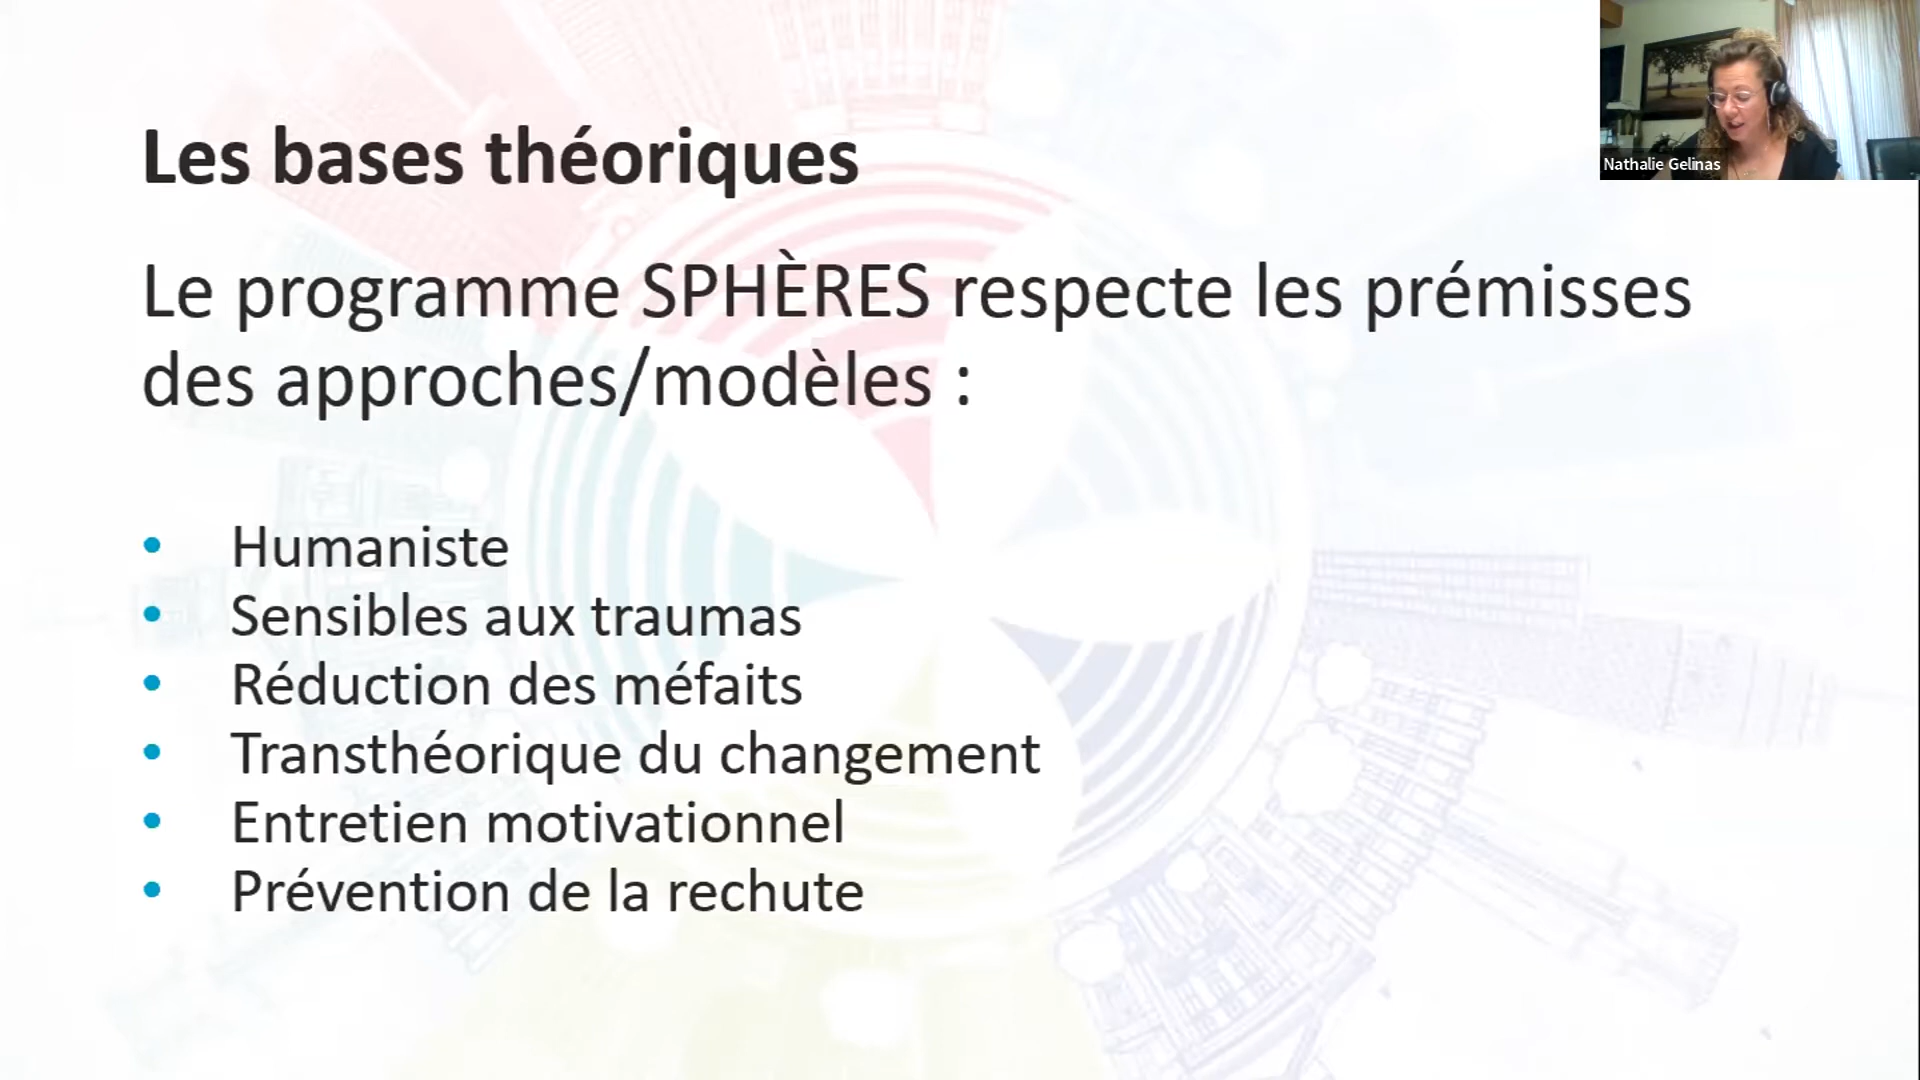 Les bases théoriques
Nathalie Gelinas
Le programme SPHÈRES respecte les prémisses
des approches/modèles :
• Humaniste
• Sensibles aux traumas
• Réduction des méfaits
• Transthéorique du changement
• Entretien motivationnel
• Prévention de la rechute